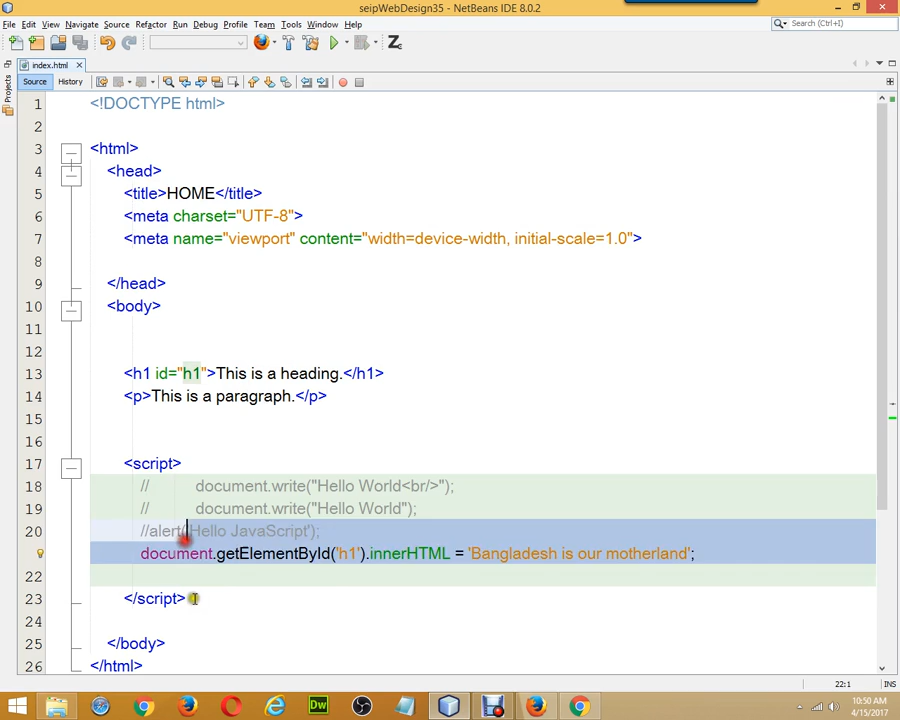 seipWebDesign35 - NetBeans IDE 8.0.2
File Edit View Navigate Source Refactor Run Debug Profile Team Tools Window Help
Search (Ctrl+I)
index.html
Projects
Source History
1 <!DOCTYPE html>
2
3 <html>
4 <head>
5 <title>HOME</title>
6 <meta charset="UTF-8">
7 <meta name="viewport" content="width=device-width, initial-scale=1.0">
8
9 </head>
10 <body>
11
12
13 <h1 id="h1">This is a heading.</h1>
14 <p>This is a paragraph.</p>
15
16
17 <script>
18 // document.write("Hello World<br/>");
19 // document.write("Hello World");
20 //alert('Hello JavaScript');
document.getElementById('h1').innerHTML = 'Bangladesh is our motherland';
22
23 </script>
24
25 </body>
26 </html>
22:1 INS
Dw
10:50 AM
4/15/2017